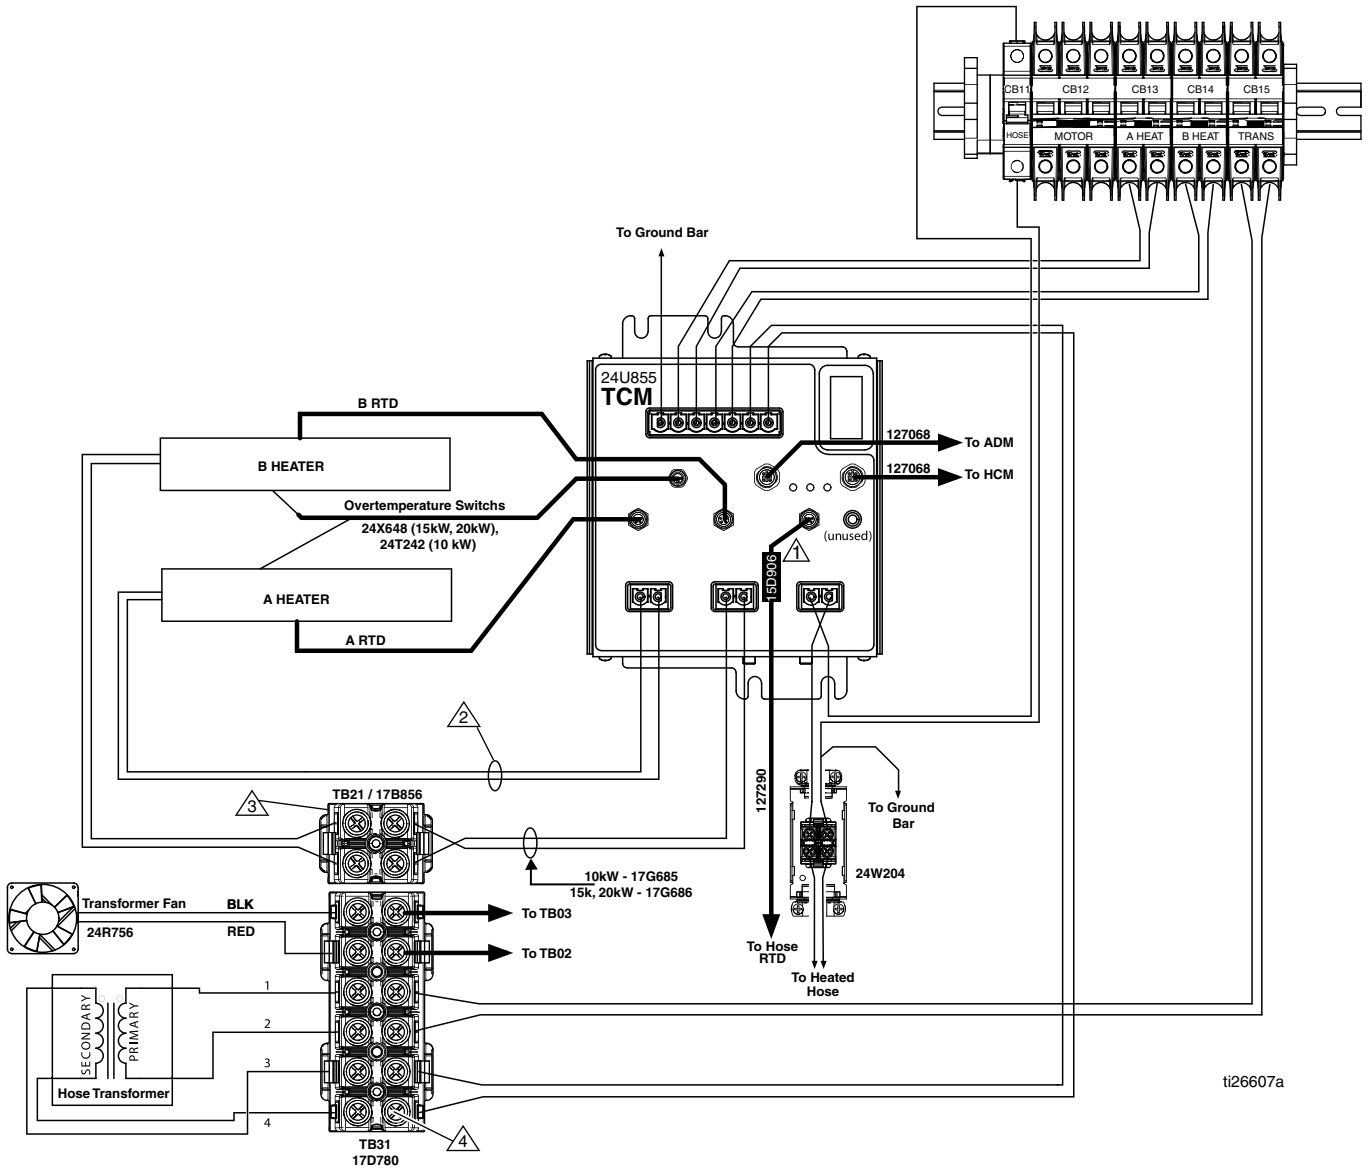 CB11
CB12
CB13
CB14
CB15
HOSE
MOTOR
A HEAT
B HEAT
TRANS
To Ground Bar
24U855
TCM
B RTD
127068
To ADM
B HEATER
127068
To HCM
Overtemperature Switchs
24X648 (15kW, 20kW),
24T242 (10 kW)
(unused)
1
15D906
A HEATER
A RTD
2
127290
3
TB21 / 17B856
To Ground
Bar
24W204
10kW - 17G685
15k, 20kW - 17G686
Transformer Fan
BLK
24R756
RED
To TB03
To TB02
To Hose
RTD
To Heated
Hose
1
2
3
4
SECONDARY
PRIMARY
Hose Transformer
ti26607a
4
TB31
17D780